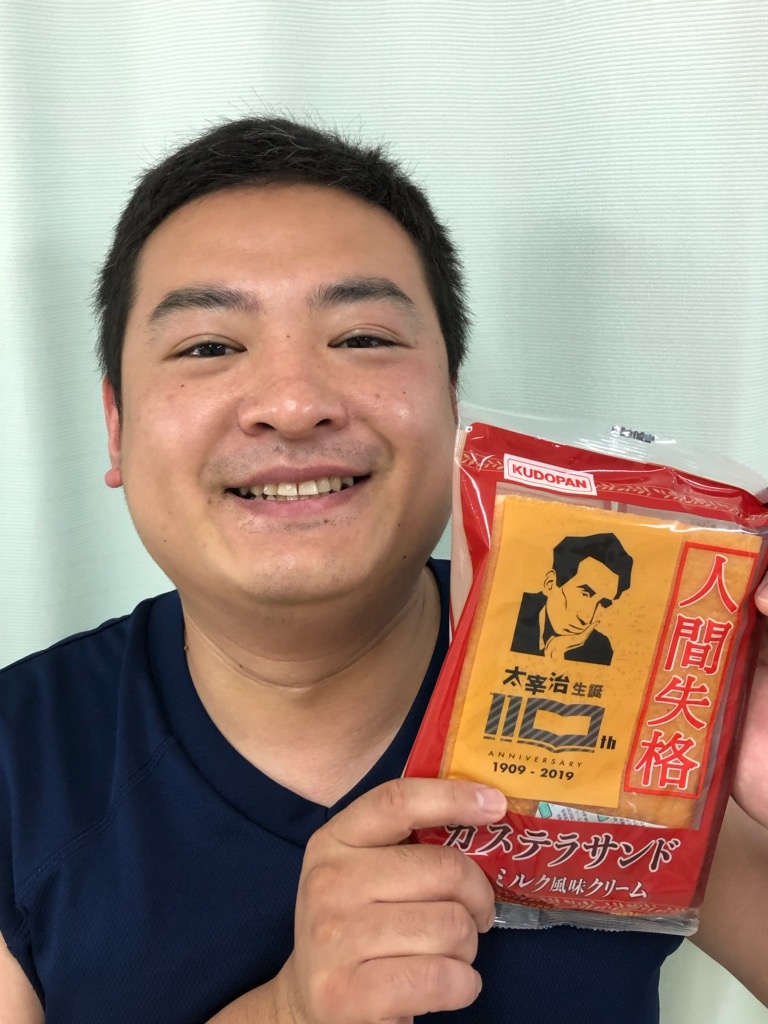 KUDOPAN
人間失格
太宰治生誕
110th
ANNIVERSARY
1909 - 2019
カステラサンド
ミルク風味クリーム